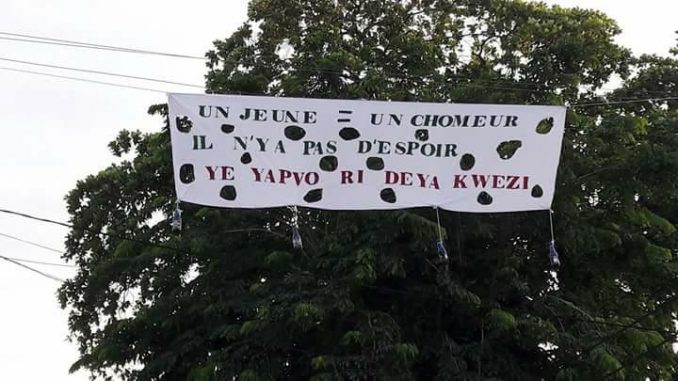 UN JEUNE = UN CHOMEUR
IL N'YA PAS D'ESPOIR
YE YAPVO RI DEYA KWEZI